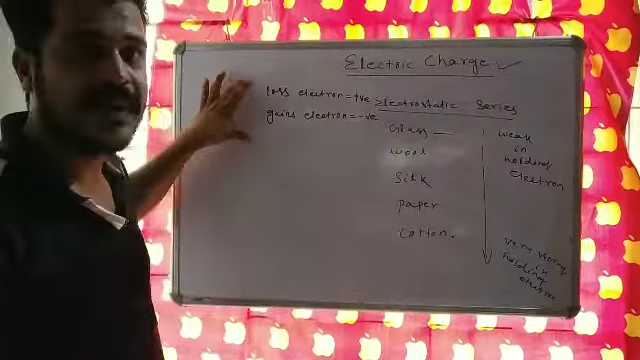 Electric Charge
loss electron = +ve Electrostatic Series
gains electron = -ve
Glass
wool
Silk
paper
cotton.
weak
in
holding
electron
very strong
in
holding
electron